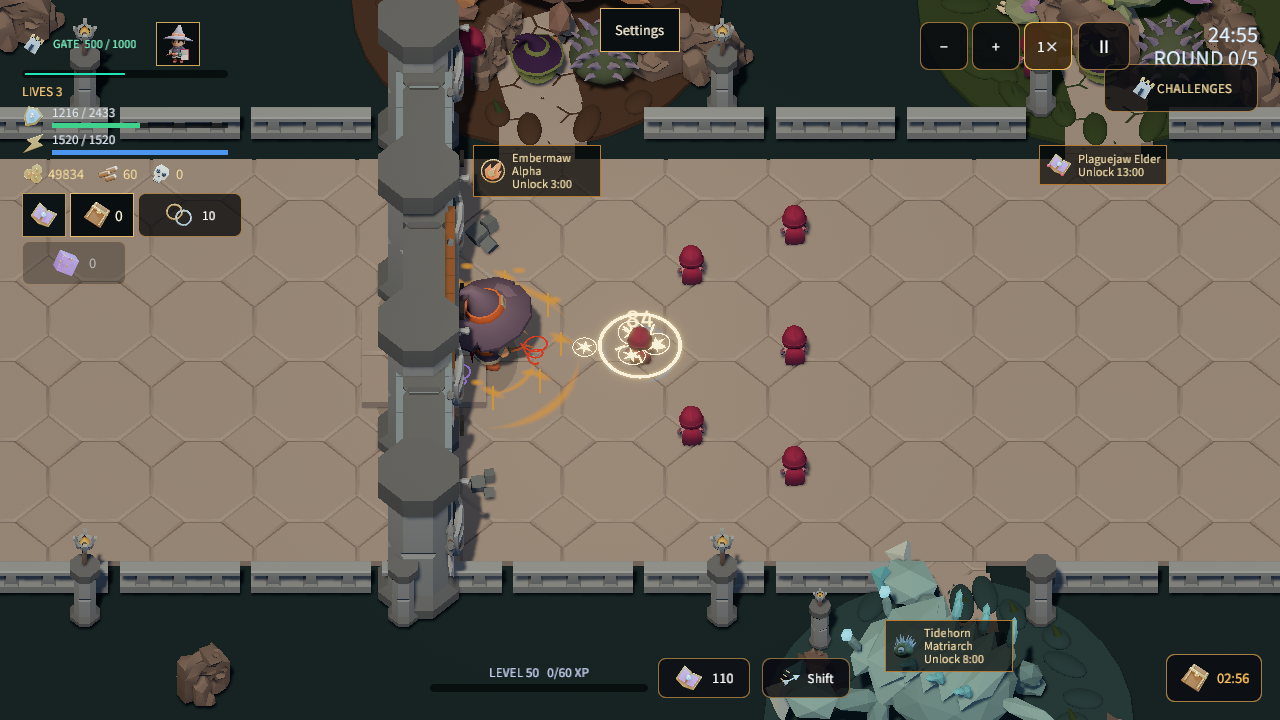 GATE 500 / 1000
Settings
−
+
1×
24:55
ROUND 0/5
CHALLENGES
LIVES 3
1216 / 2433
1520 / 1520
49834
60
0
0
10
0
Embermaw
Alpha
Unlock 3:00
Plaguejaw Elder
Unlock 13:00
84
Tidehorn
Matriarch
Unlock 8:00
LEVEL 50 0/60 XP
110
Shift
02:56